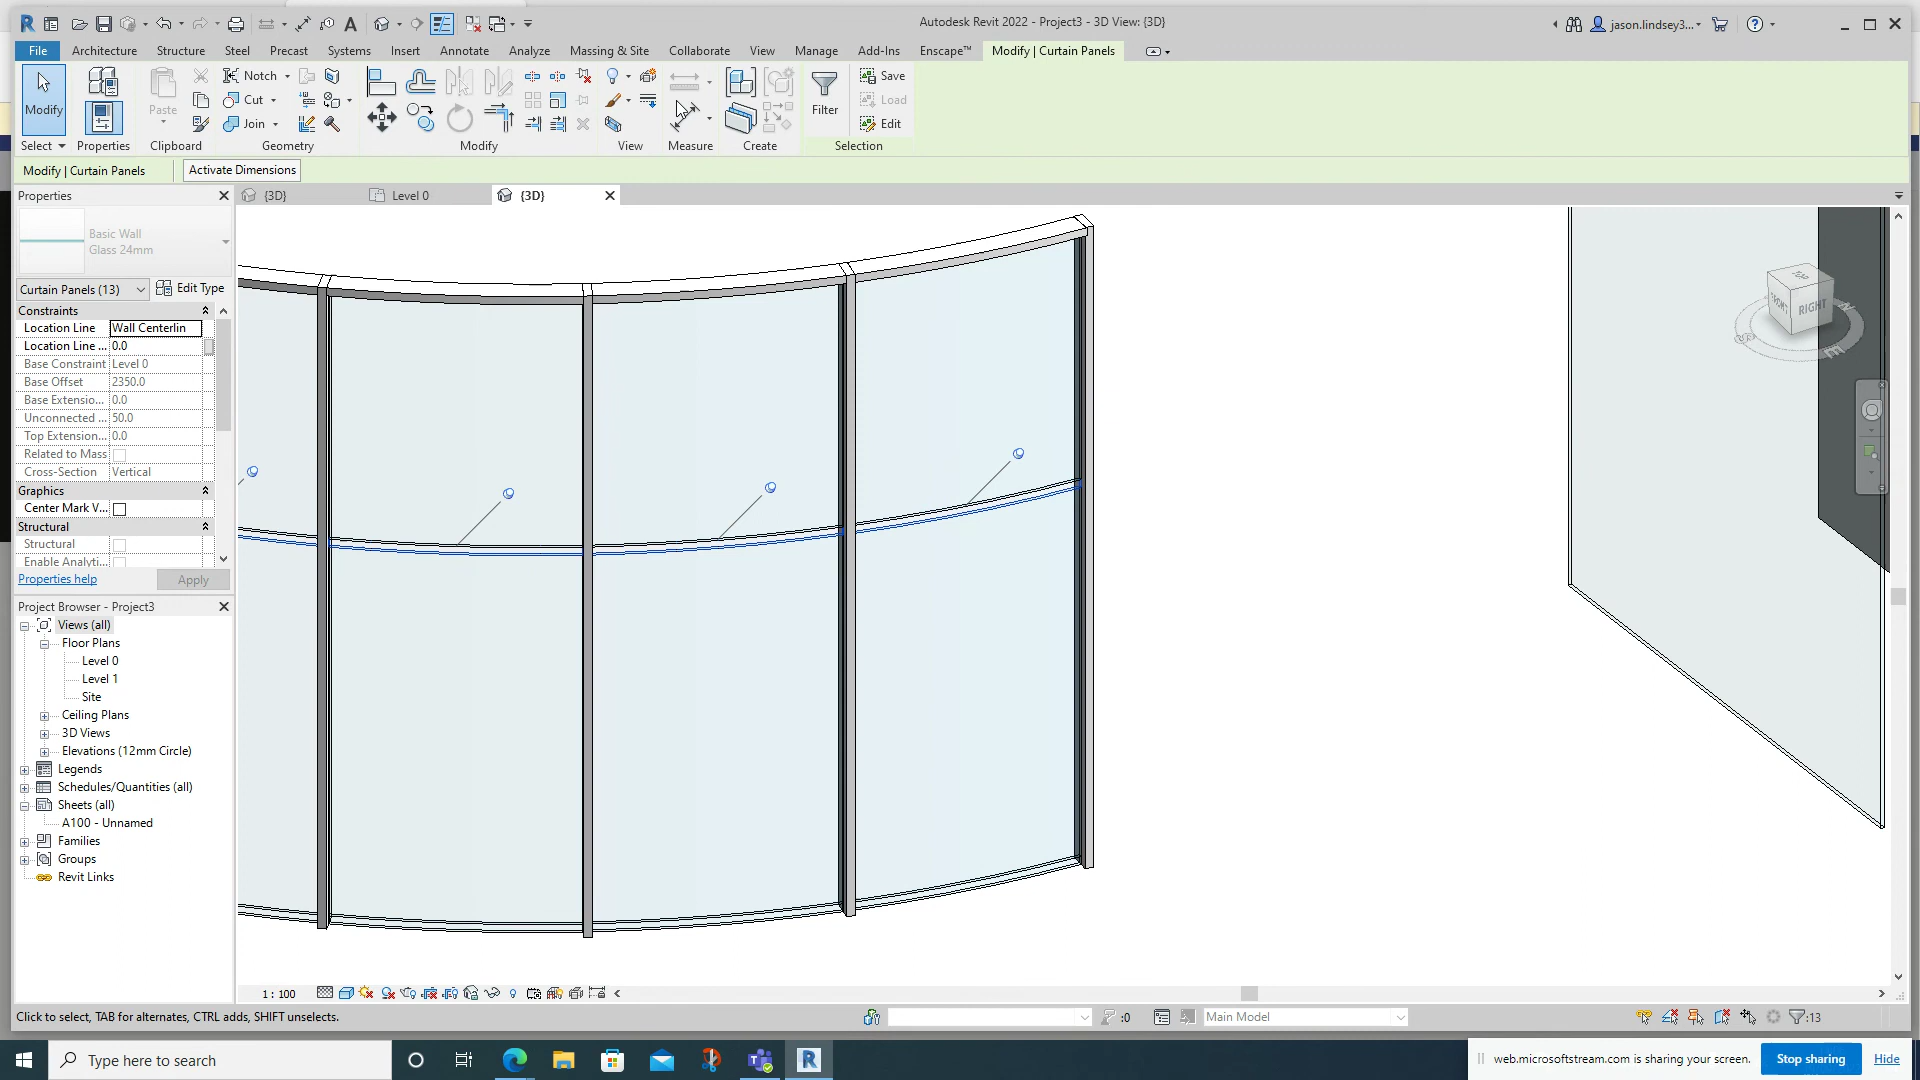 Autodesk Revit 2022 - Project3 - 3D View: {3D}
jason.lindsey3...
File
Architecture
Structure
Steel
Precast
Systems
Insert
Annotate
Analyze
Massing & Site
Collaborate
View
Manage
Add-Ins
Enscape™
Modify | Curtain Panels
Modify
Paste
Notch
Cut
Join
Filter
Save
Load
Edit
Select
Properties
Clipboard
Geometry
Modify
View
Measure
Create
Selection
Modify | Curtain Panels
Activate Dimensions
Properties
{3D}
Level 0
{3D}
Basic Wall
Glass 24mm
Curtain Panels (13)
Edit Type
Constraints
Location Line Wall Centerlin
Location Line ... 0.0
Base Constraint Level 0
Base Offset 2350.0
Base Extensio... 0.0
Unconnected ... 50.0
Top Extension... 0.0
Related to Mass
Cross-Section Vertical
Graphics
Center Mark V...
Structural
Structural
Enable Analyti...
Properties help
Apply
Project Browser - Project3
Views (all)
Floor Plans
Level 0
Level 1
Site
Ceiling Plans
3D Views
Elevations (12mm Circle)
Legends
Schedules/Quantities (all)
Sheets (all)
A100 - Unnamed
Families
Groups
Revit Links
TOP
FRONT
RIGHT
1 : 100
Click to select, TAB for alternates, CTRL adds, SHIFT unselects.
:0
Main Model
:13
Type here to search
web.microsoftstream.com is sharing your screen.
Stop sharing
Hide